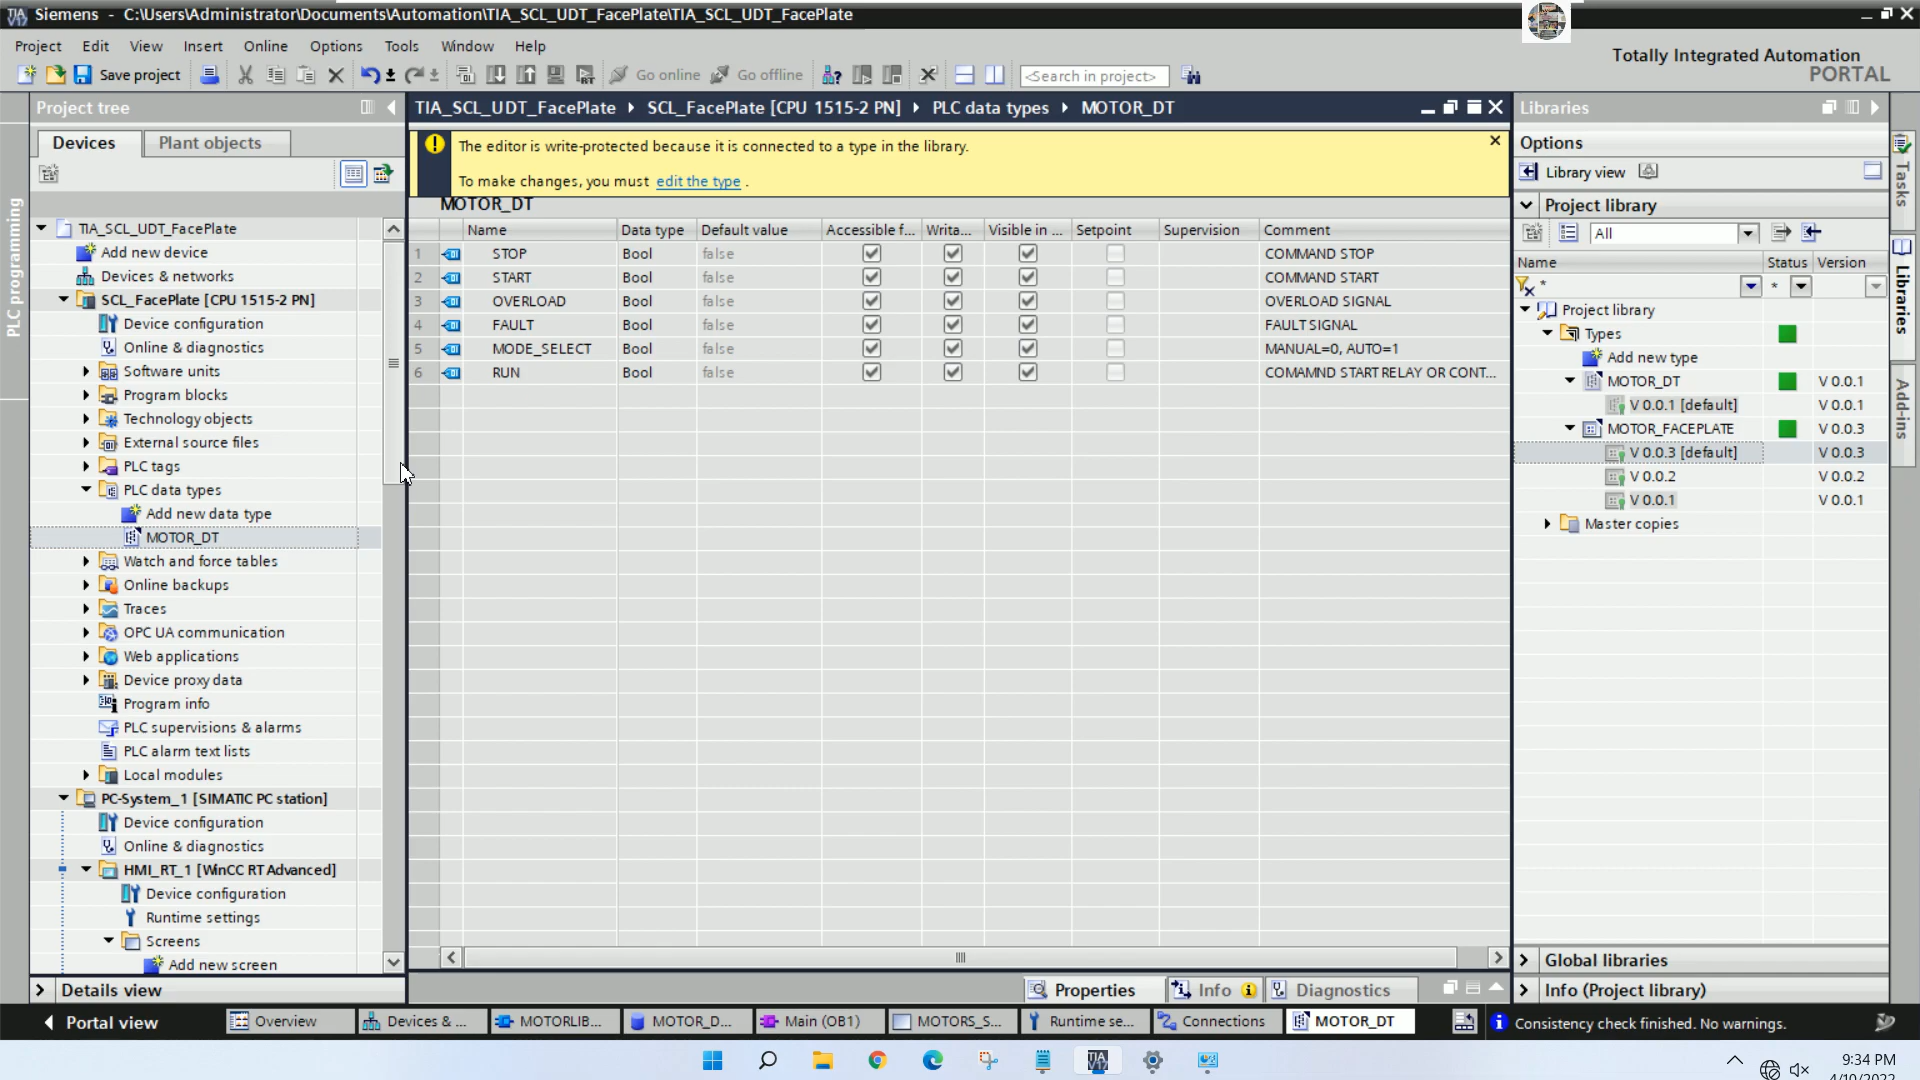 Siemens - C:\Users\Administrator\Documents\Automation\TIA_SCL_UDT_FacePlate\TIA_SCL_UDT_FacePlate
Project Edit View Insert Online Options Tools Window Help
Totally Integrated Automation
PORTAL
Save project
Go online
Go offline
<Search in project>
Project tree
TIA_SCL_UDT_FacePlate SCL_FacePlate [CPU 1515-2 PN] PLC data types MOTOR_DT
Libraries
Devices
Plant objects
PLC programming
TIA_SCL_UDT_FacePlate
Add new device
Devices & networks
SCL_FacePlate [CPU 1515-2 PN]
Device configuration
Online & diagnostics
Software units
Program blocks
Technology objects
External source files
PLC tags
PLC data types
Add new data type
MOTOR_DT
Watch and force tables
Online backups
Traces
OPC UA communication
Web applications
Device proxy data
Program info
PLC supervisions & alarms
PLC alarm text lists
Local modules
PC-System_1 [SIMATIC PC station]
Device configuration
Online & diagnostics
HMI_RT_1 [WinCC RT Advanced]
Device configuration
Runtime settings
Screens
Add new screen
Details view
The editor is write-protected because it is connected to a type in the library.
To make changes, you must edit the type .
MOTOR_DT
Name Data type Default value Accessible f... Writa... Visible in ... Setpoint Supervision Comment
1 STOP Bool false COMMAND STOP
2 START Bool false COMMAND START
3 OVERLOAD Bool false OVERLOAD SIGNAL
4 FAULT Bool false FAULT SIGNAL
5 MODE_SELECT Bool false MANUAL=0, AUTO=1
6 RUN Bool false COMAMND START RELAY OR CONT...
Properties
Info
Diagnostics
Options
Library view
Project library
All
Name Status Version
* *
Project library
Types
Add new type
MOTOR_DT V 0.0.1
V 0.0.1 [default] V 0.0.1
MOTOR_FACEPLATE V 0.0.3
V 0.0.3 [default] V 0.0.3
V 0.0.2 V 0.0.2
V 0.0.1 V 0.0.1
Master copies
Global libraries
Info (Project library)
Tasks
Libraries
Add-ins
Portal view
Overview
Devices & ...
MOTORLIB...
MOTOR_D...
Main (OB1)
MOTORS_S...
Runtime se...
Connections
MOTOR_DT
Consistency check finished. No warnings.
9:34 PM
4/10/2022